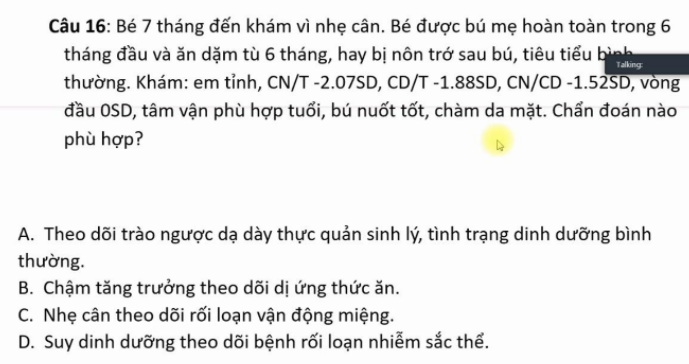 Câu 16: Bé 7 tháng đến khám vì nhẹ cân. Bé được bú mẹ hoàn toàn trong 6
tháng đầu và ăn dặm tù 6 tháng, hay bị nôn trớ sau bú, tiêu tiểu bình
Talking:
thường. Khám: em tỉnh, CN/T -2.07SD, CD/T -1.88SD, CN/CD -1.52SD, vòng
đầu 0SD, tâm vận phù hợp tuổi, bú nuốt tốt, chàm da mặt. Chẩn đoán nào
phù hợp?
A. Theo dõi trào ngược dạ dày thực quản sinh lý, tình trạng dinh dưỡng bình
thường.
B. Chậm tăng trưởng theo dõi dị ứng thức ăn.
C. Nhẹ cân theo dõi rối loạn vận động miệng.
D. Suy dinh dưỡng theo dõi bệnh rối loạn nhiễm sắc thể.